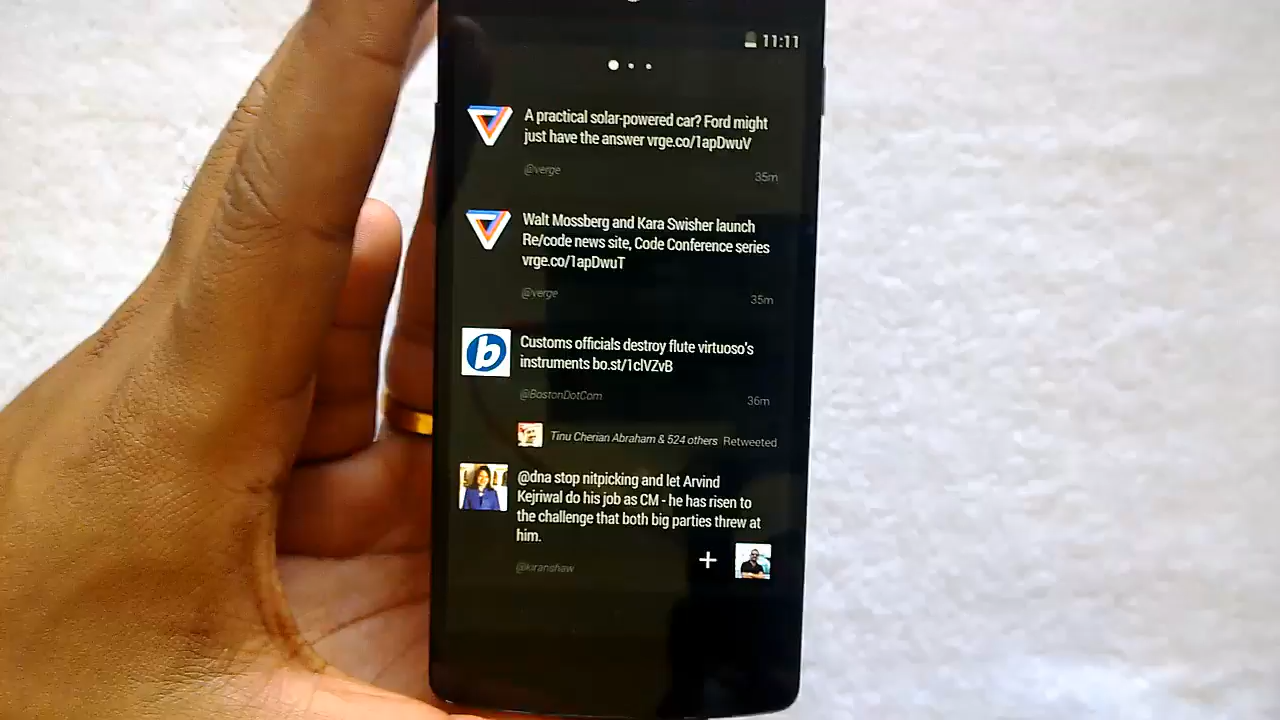 11:11
A practical solar-powered car? Ford might
just have the answer vrge.co/1apDwuV
@verge 35m
Walt Mossberg and Kara Swisher launch
Re/code news site, Code Conference series
vrge.co/1apDwuT
@verge 35m
b
Customs officials destroy flute virtuoso's
instruments bo.st/1clVZvB
@BostonDotCom 36m
Tinu Cherian Abraham & 524 others Retweeted
@dna stop nitpicking and let Arvind
Kejriwal do his job as CM - he has risen to
the challenge that both big parties threw at
him.
@kiranshaw